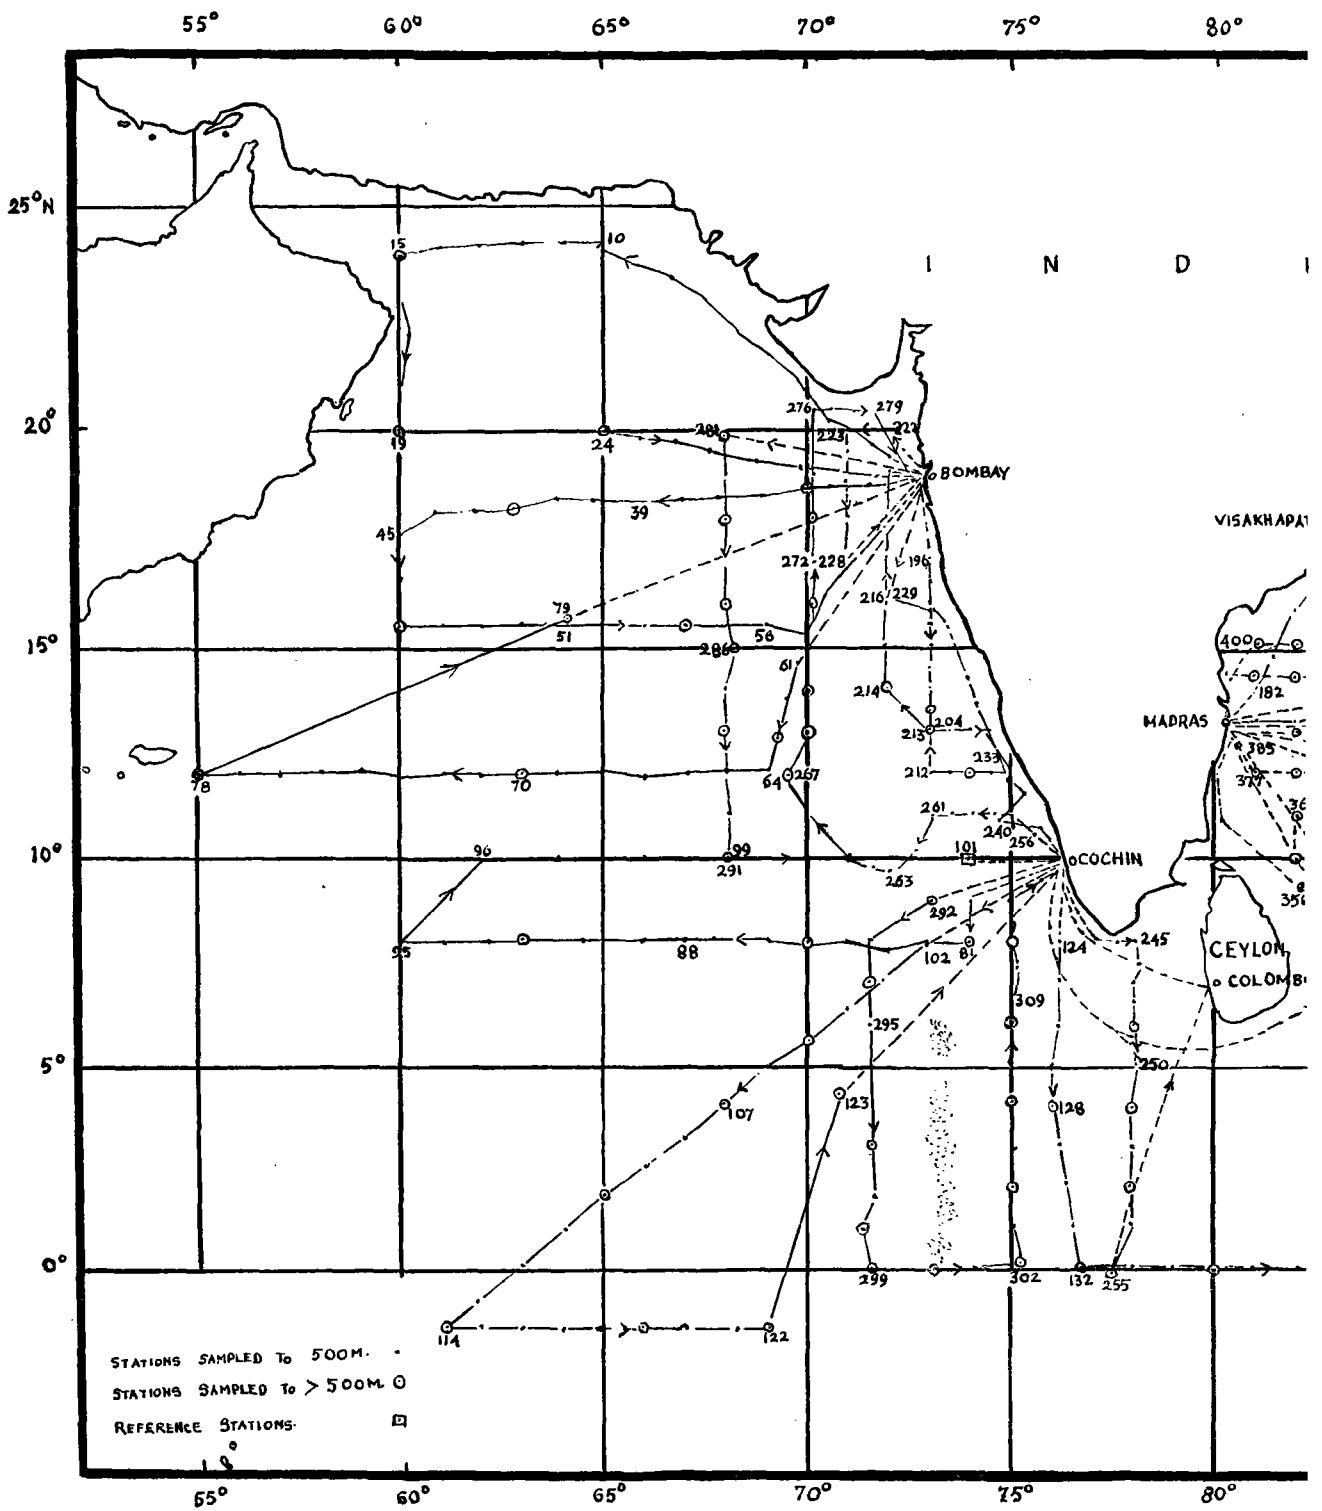 55° 60° 65° 70° 75° 80°
25°N
15 10
I N D
276 279
20° 281 223 222
19 24
BOMBAY
39
45 VISAKHAPAT
272 228 196
216 229
79
51 56
15° 286 400
61
214 182
204
213 MADRAS
385
233
212 377
78 70 64 267
261 36
240
256
96 99 101
10° COCHIN
291 263
356
292
245
95 88 102 81 124 CEYLON
COLOMB
309
295
5° 250
107 123 128
0°
299 302 132 255
114 122
STATIONS SAMPLED TO 500M. •
STATIONS SAMPLED TO > 500M. ⊙
REFERENCE STATIONS. ⊡
55° 60° 65° 70° 75° 80°